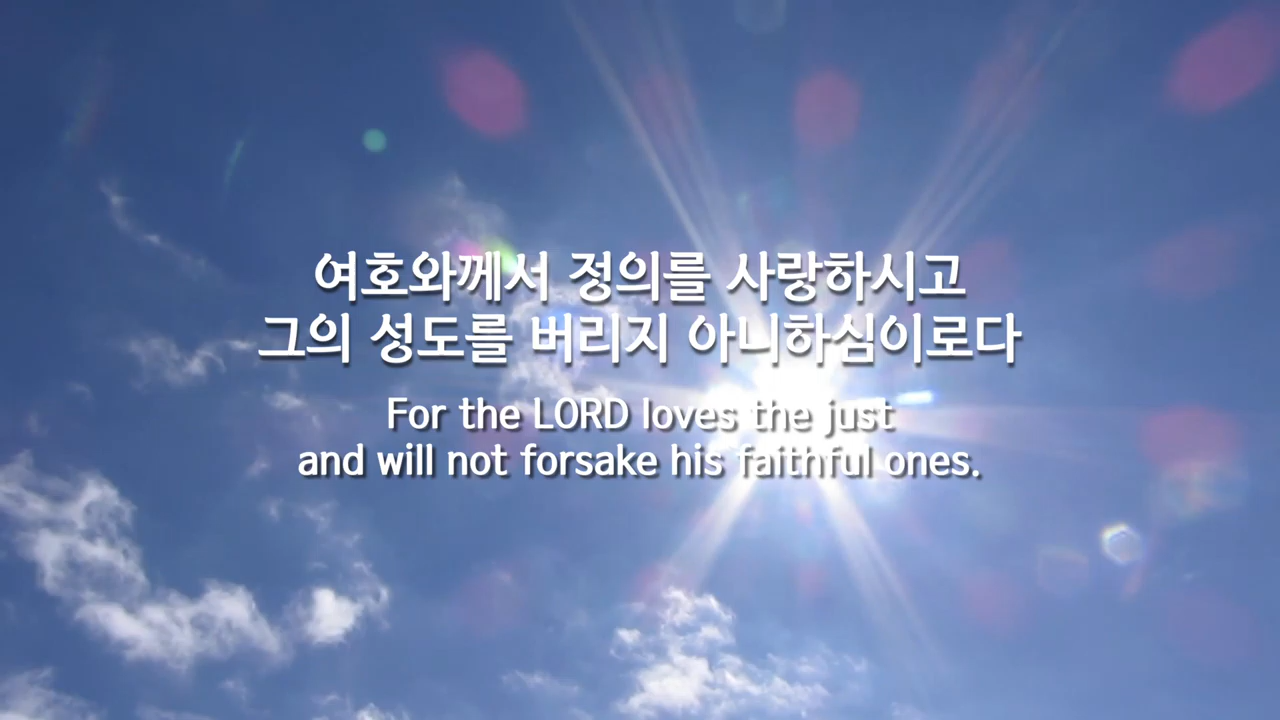 여호와께서 정의를 사랑하시고
그의 성도를 버리지 아니하심이로다
For the LORD loves the just
and will not forsake his faithful ones.